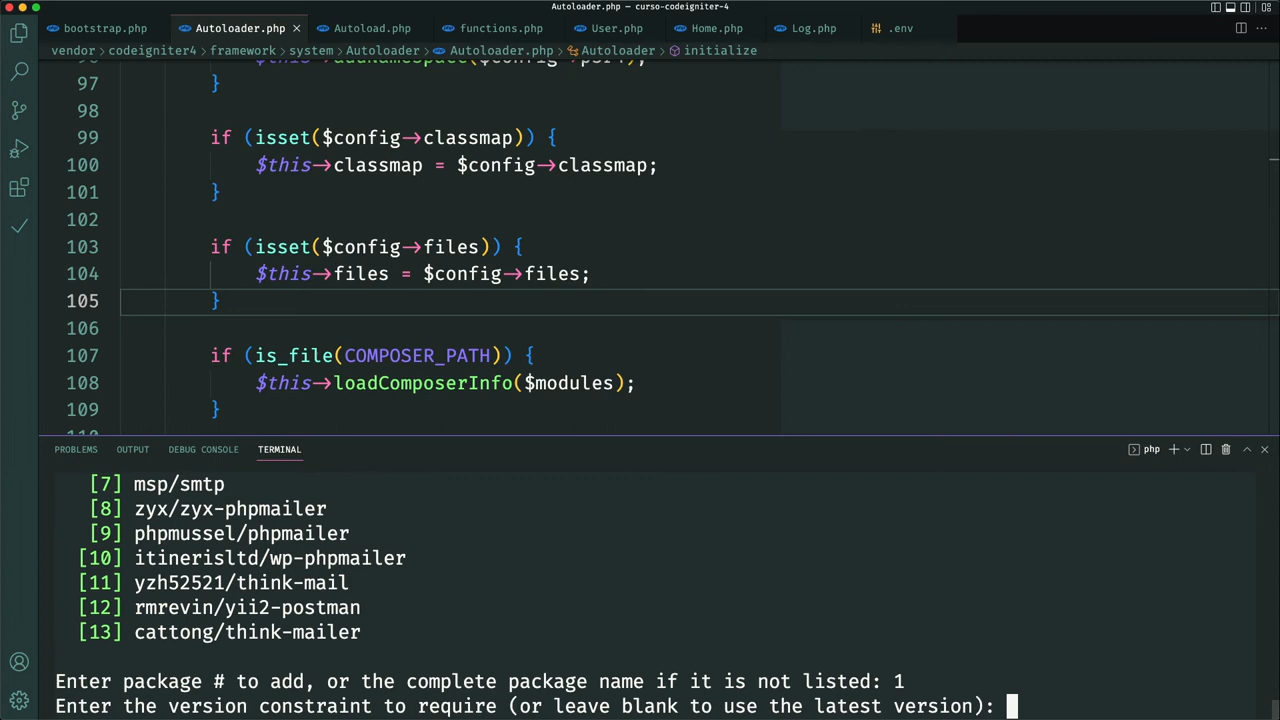 Autoloader.php — curso-codeigniter-4
bootstrap.php Autoloader.php Autoload.php functions.php User.php Home.php Log.php .env
vendor > codeigniter4 > framework > system > Autoloader > Autoloader.php > Autoloader > initialize
97 }
98
99 if (isset($config->classmap)) {
100 $this->classmap = $config->classmap;
101 }
102
103 if (isset($config->files)) {
104 $this->files = $config->files;
105 }
106
107 if (is_file(COMPOSER_PATH)) {
108 $this->loadComposerInfo($modules);
109 }
PROBLEMS OUTPUT DEBUG CONSOLE TERMINAL php
[7] msp/smtp
[8] zyx/zyx-phpmailer
[9] phpmussel/phpmailer
[10] itinerisltd/wp-phpmailer
[11] yzh52521/think-mail
[12] rmrevin/yii2-postman
[13] cattong/think-mailer
Enter package # to add, or the complete package name if it is not listed: 1
Enter the version constraint to require (or leave blank to use the latest version):